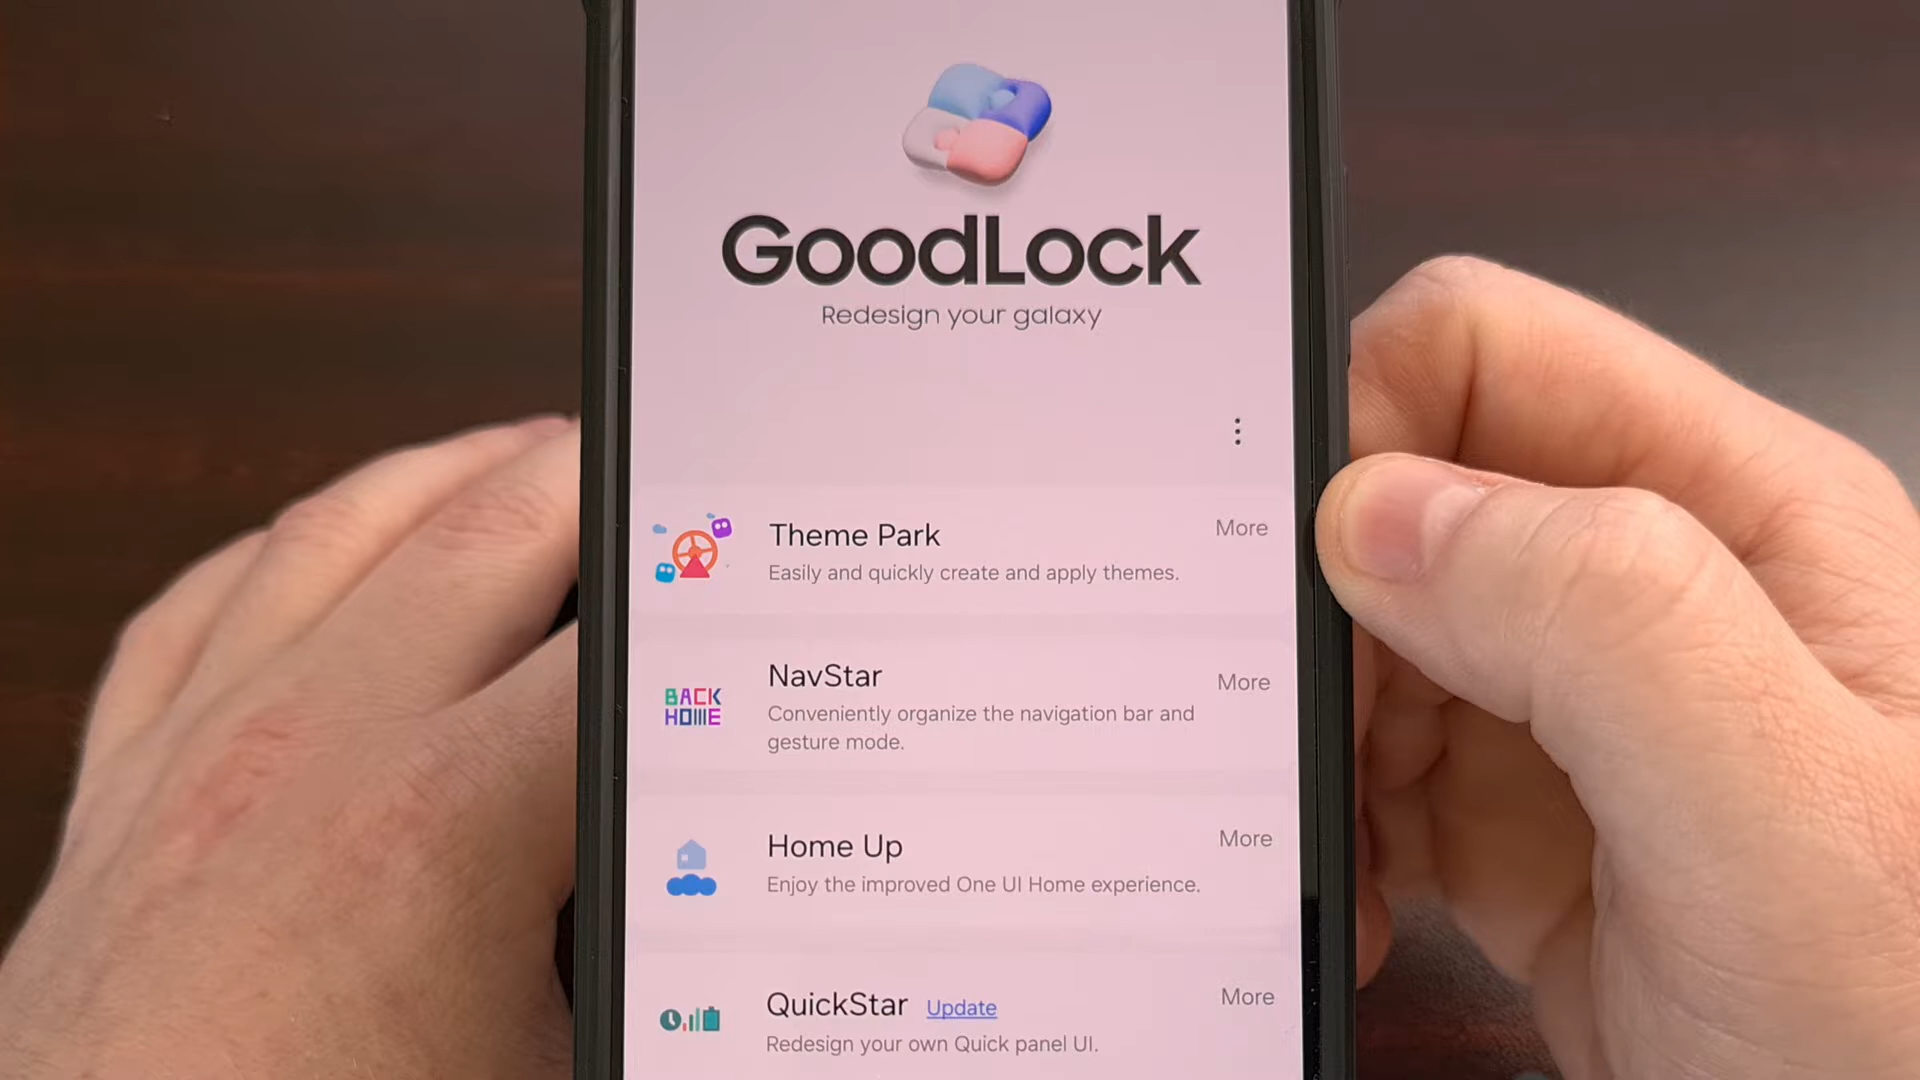 GoodLock
Redesign your galaxy
Theme Park
More
Easily and quickly create and apply themes.
NavStar
More
BACK
HOME
Conveniently organize the navigation bar and
gesture mode.
Home Up
More
Enjoy the improved One UI Home experience.
QuickStar Update
More
Redesign your own Quick panel UI.